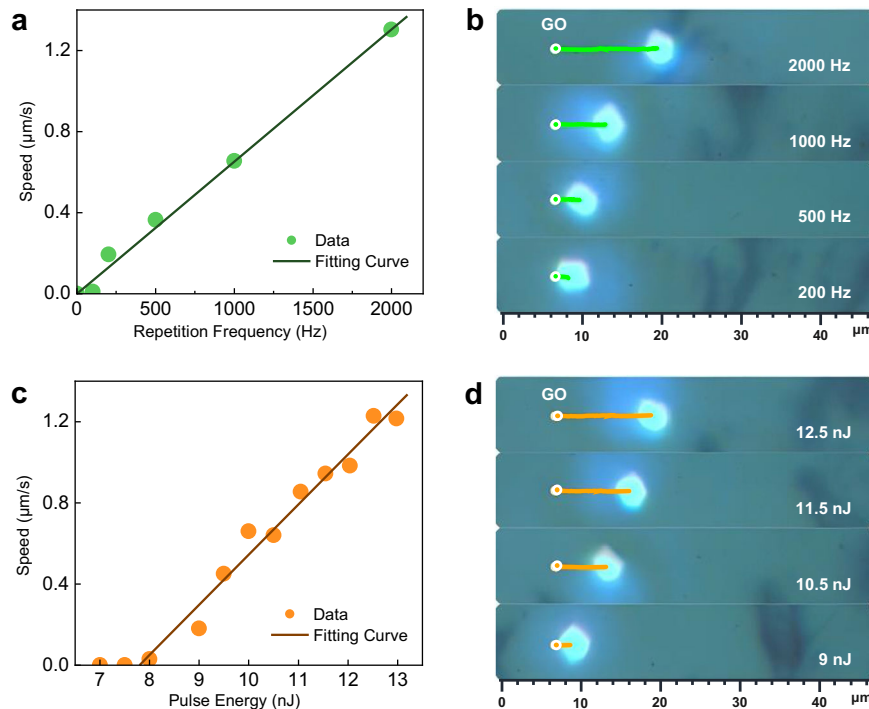 a
1.2
0.8
0.4
0.0
Speed (μm/s)
Data
Fitting Curve
0
500
1000
1500
2000
Repetition Frequency (Hz)
b
GO
2000 Hz
1000 Hz
500 Hz
200 Hz
0
10
20
30
40
μm
c
1.2
0.8
0.4
0.0
Speed (μm/s)
Data
Fitting Curve
7
8
9
10
11
12
13
Pulse Energy (nJ)
d
GO
12.5 nJ
11.5 nJ
10.5 nJ
9 nJ
0
10
20
30
40
μm